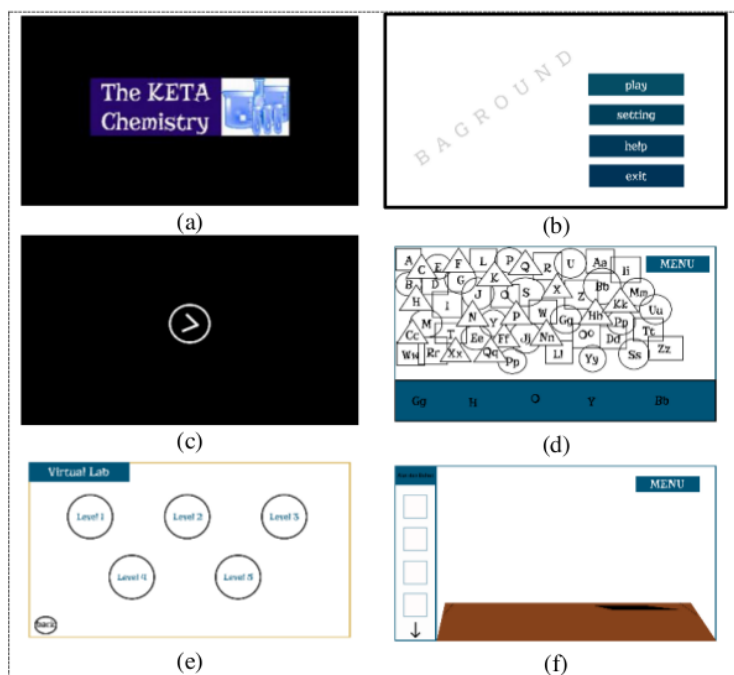 The KETA
Chemistry
(a)
BAGROUND
play
setting
help
exit
(b)
(c)
MENU
A C E F L P Q R U Aa Ii
B D G K X Z Bb Mm
H I J O S Kk Uu
M N Y P W Gg Hh Pp Tt
Cc T Ee Ff Jj Nn Oo Dd
Ww Rr Xx Qq Pp LJ Yy Ss Zz
Gg H O Y Bb
(d)
Virtual Lab
Level 1 Level 2 Level 3
Level 4 Level 5
back
(e)
MENU
(f)